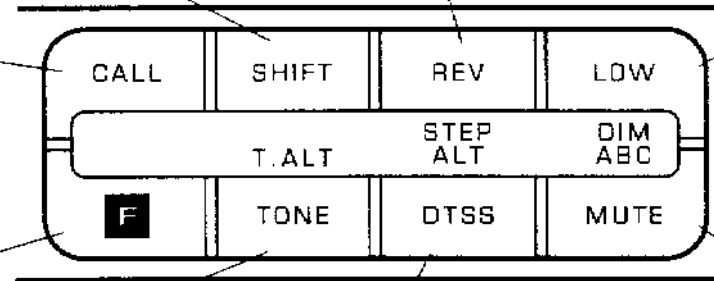 CALL SHIFT REV LOW
STEP DIM
T.ALT ALT ABC
F TONE DTSS MUTE